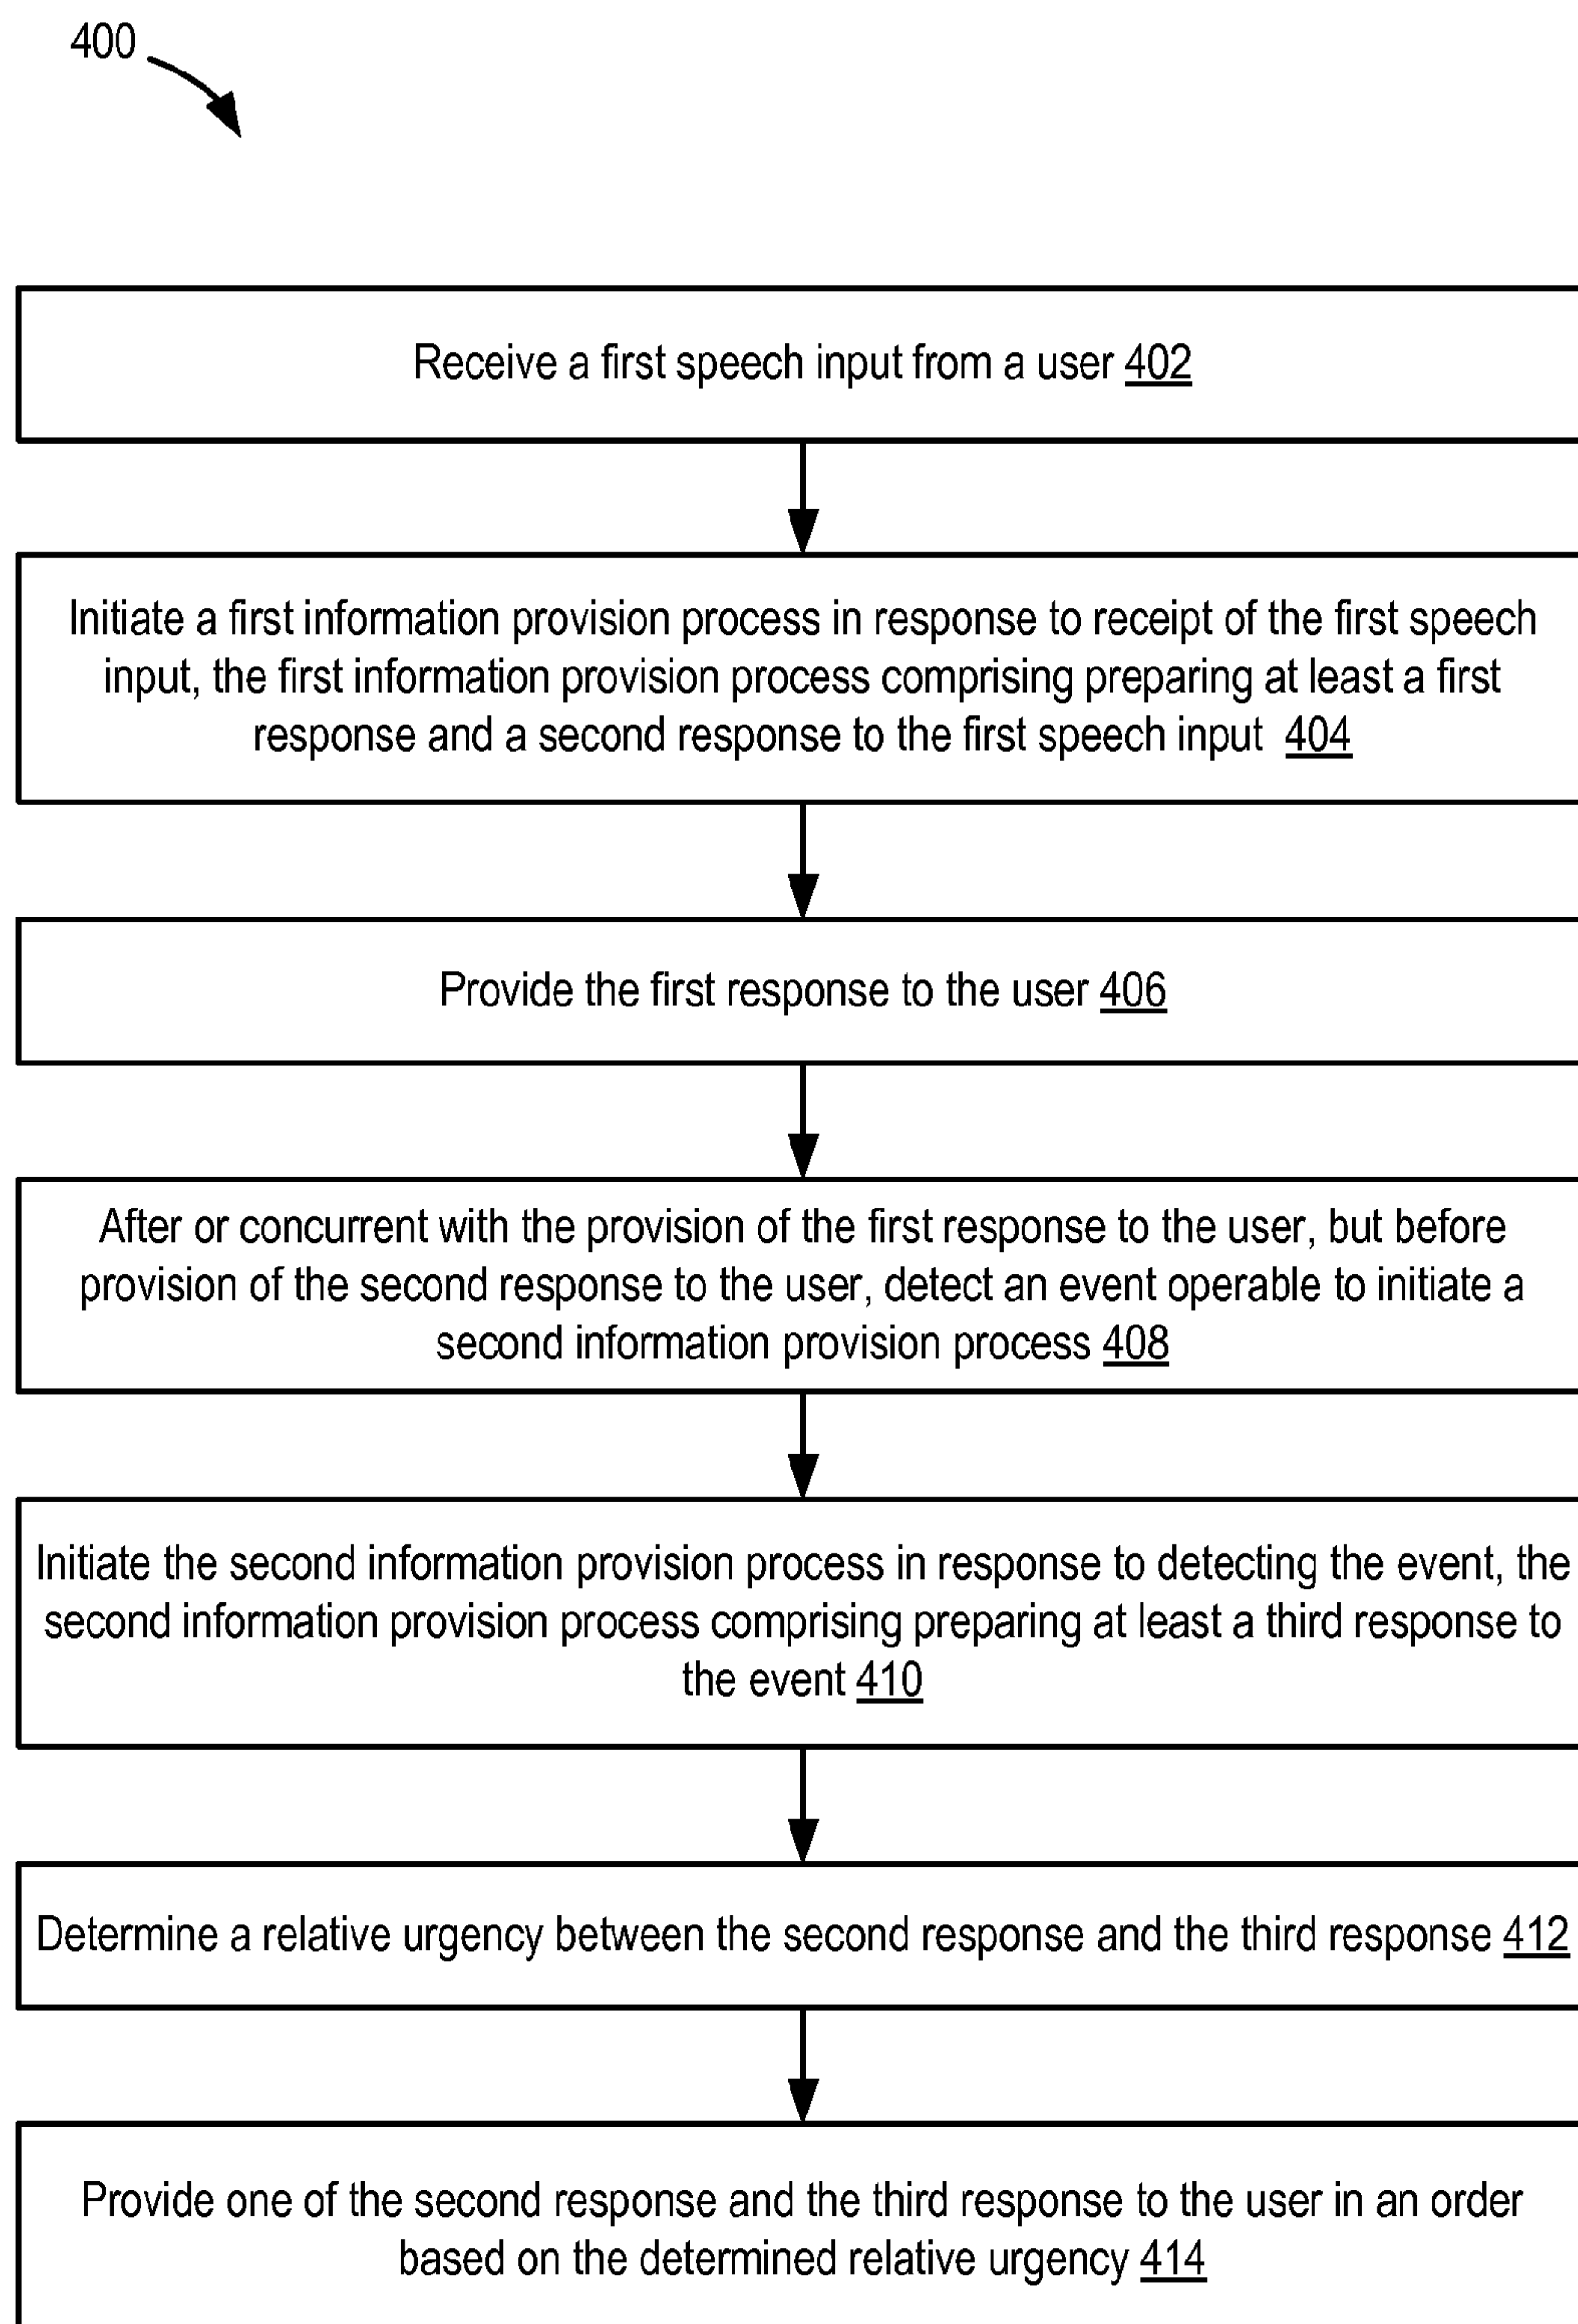 400
Receive a first speech input from a user 402
Initiate a first information provision process in response to receipt of the first speech
input, the first information provision process comprising preparing at least a first
response and a second response to the first speech input 404
Provide the first response to the user 406
After or concurrent with the provision of the first response to the user, but before
provision of the second response to the user, detect an event operable to initiate a
second information provision process 408
Initiate the second information provision process in response to detecting the event, the
second information provision process comprising preparing at least a third response to
the event 410
Determine a relative urgency between the second response and the third response 412
Provide one of the second response and the third response to the user in an order
based on the determined relative urgency 414